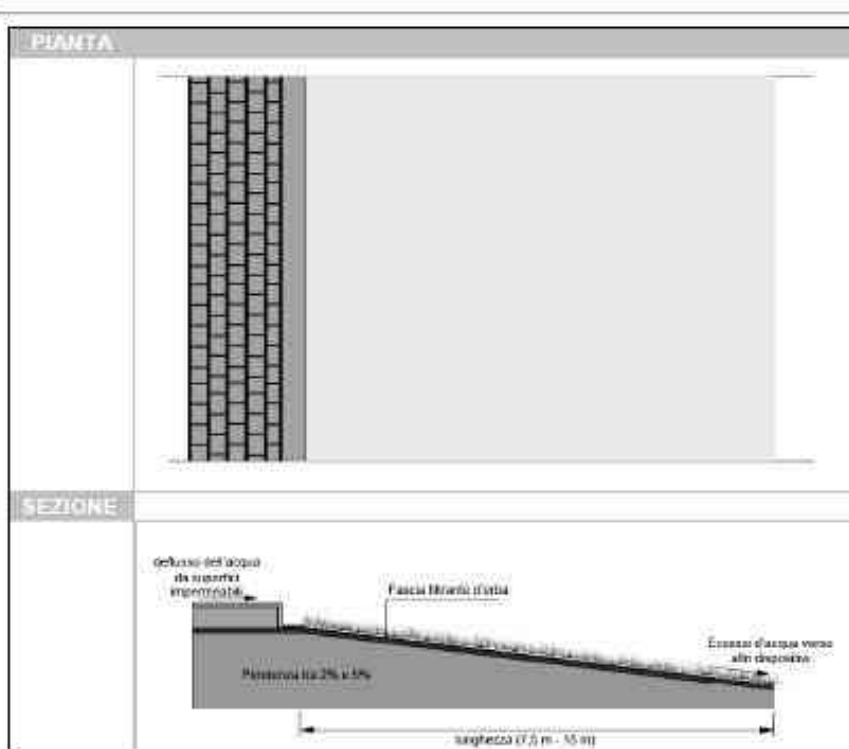 PIANTA
SEZIONE
deflusso dell'acqua
da superfici
impermeabili
Fascia filtrante d'erba
Eccesso d'acqua verso
altri dispositivi
Pendenza tra 2% e 5%
lunghezza (7,5 m - 15 m)